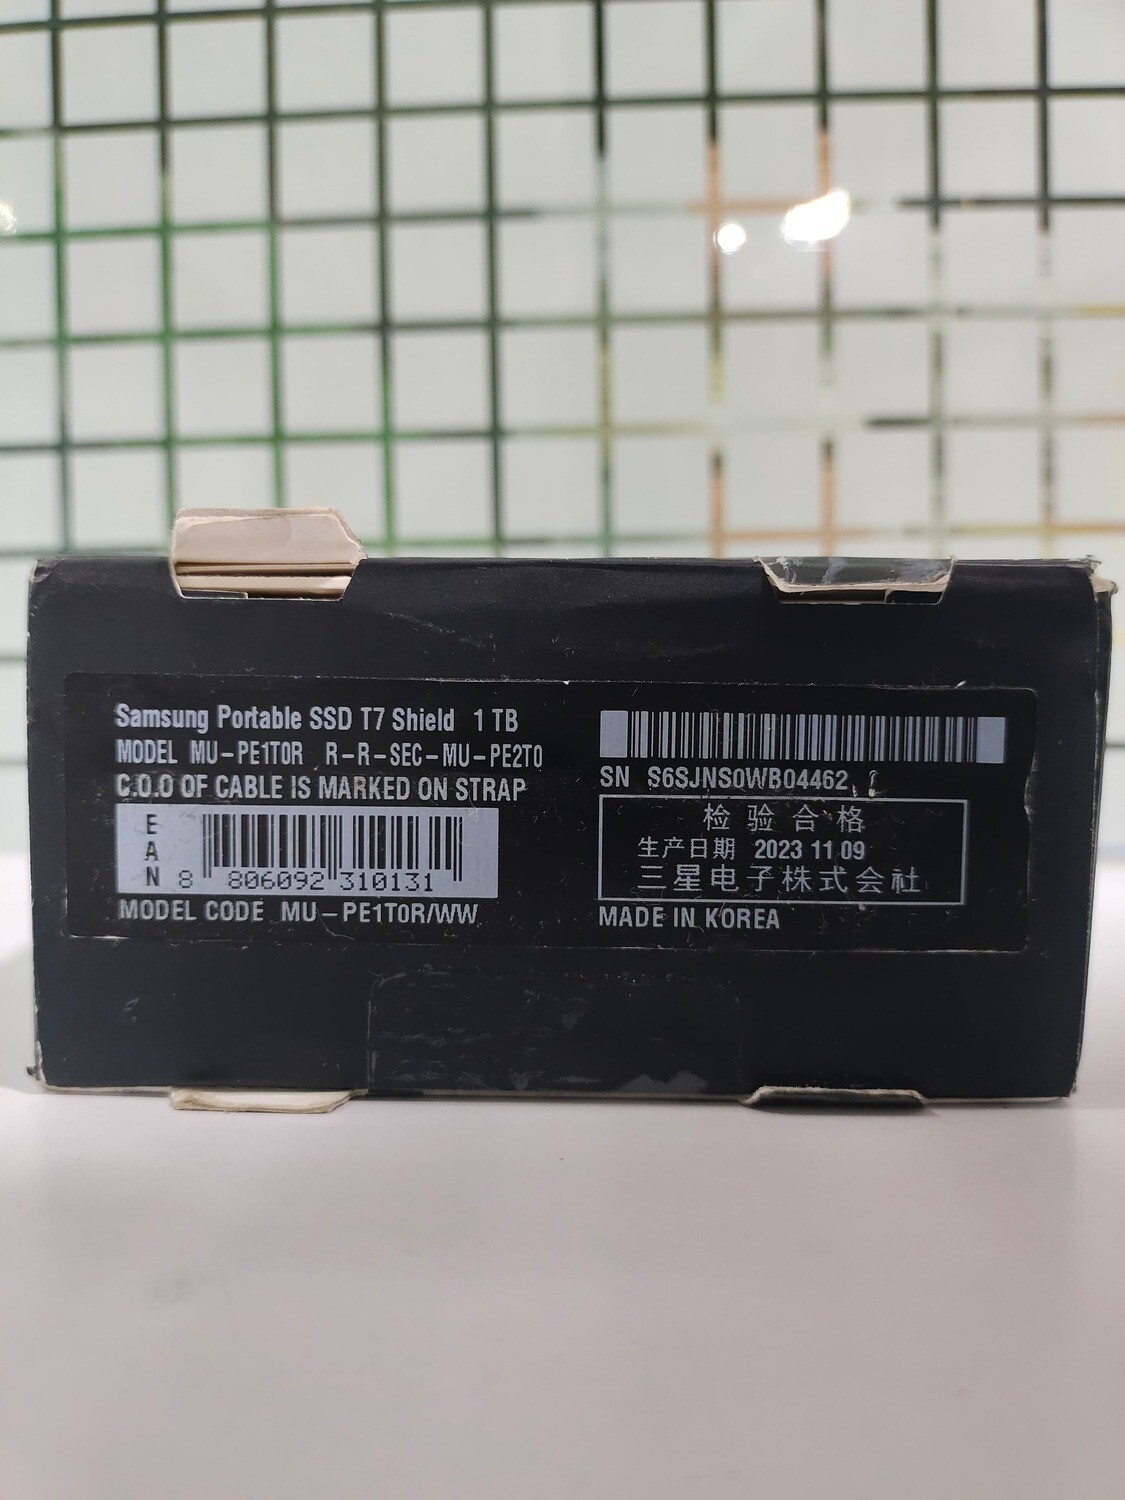 Samsung Portable SSD T7 Shield 1 TB
MODEL MU-PE1T0R R-R-SEC-MU-PE2T0
C.O.O OF CABLE IS MARKED ON STRAP
EAN
8 806092 310131
MODEL CODE MU-PE1T0R/WW
SN S6SJNS0WB04462
检验合格
生产日期 2023 11 09
三星电子株式会社
MADE IN KOREA